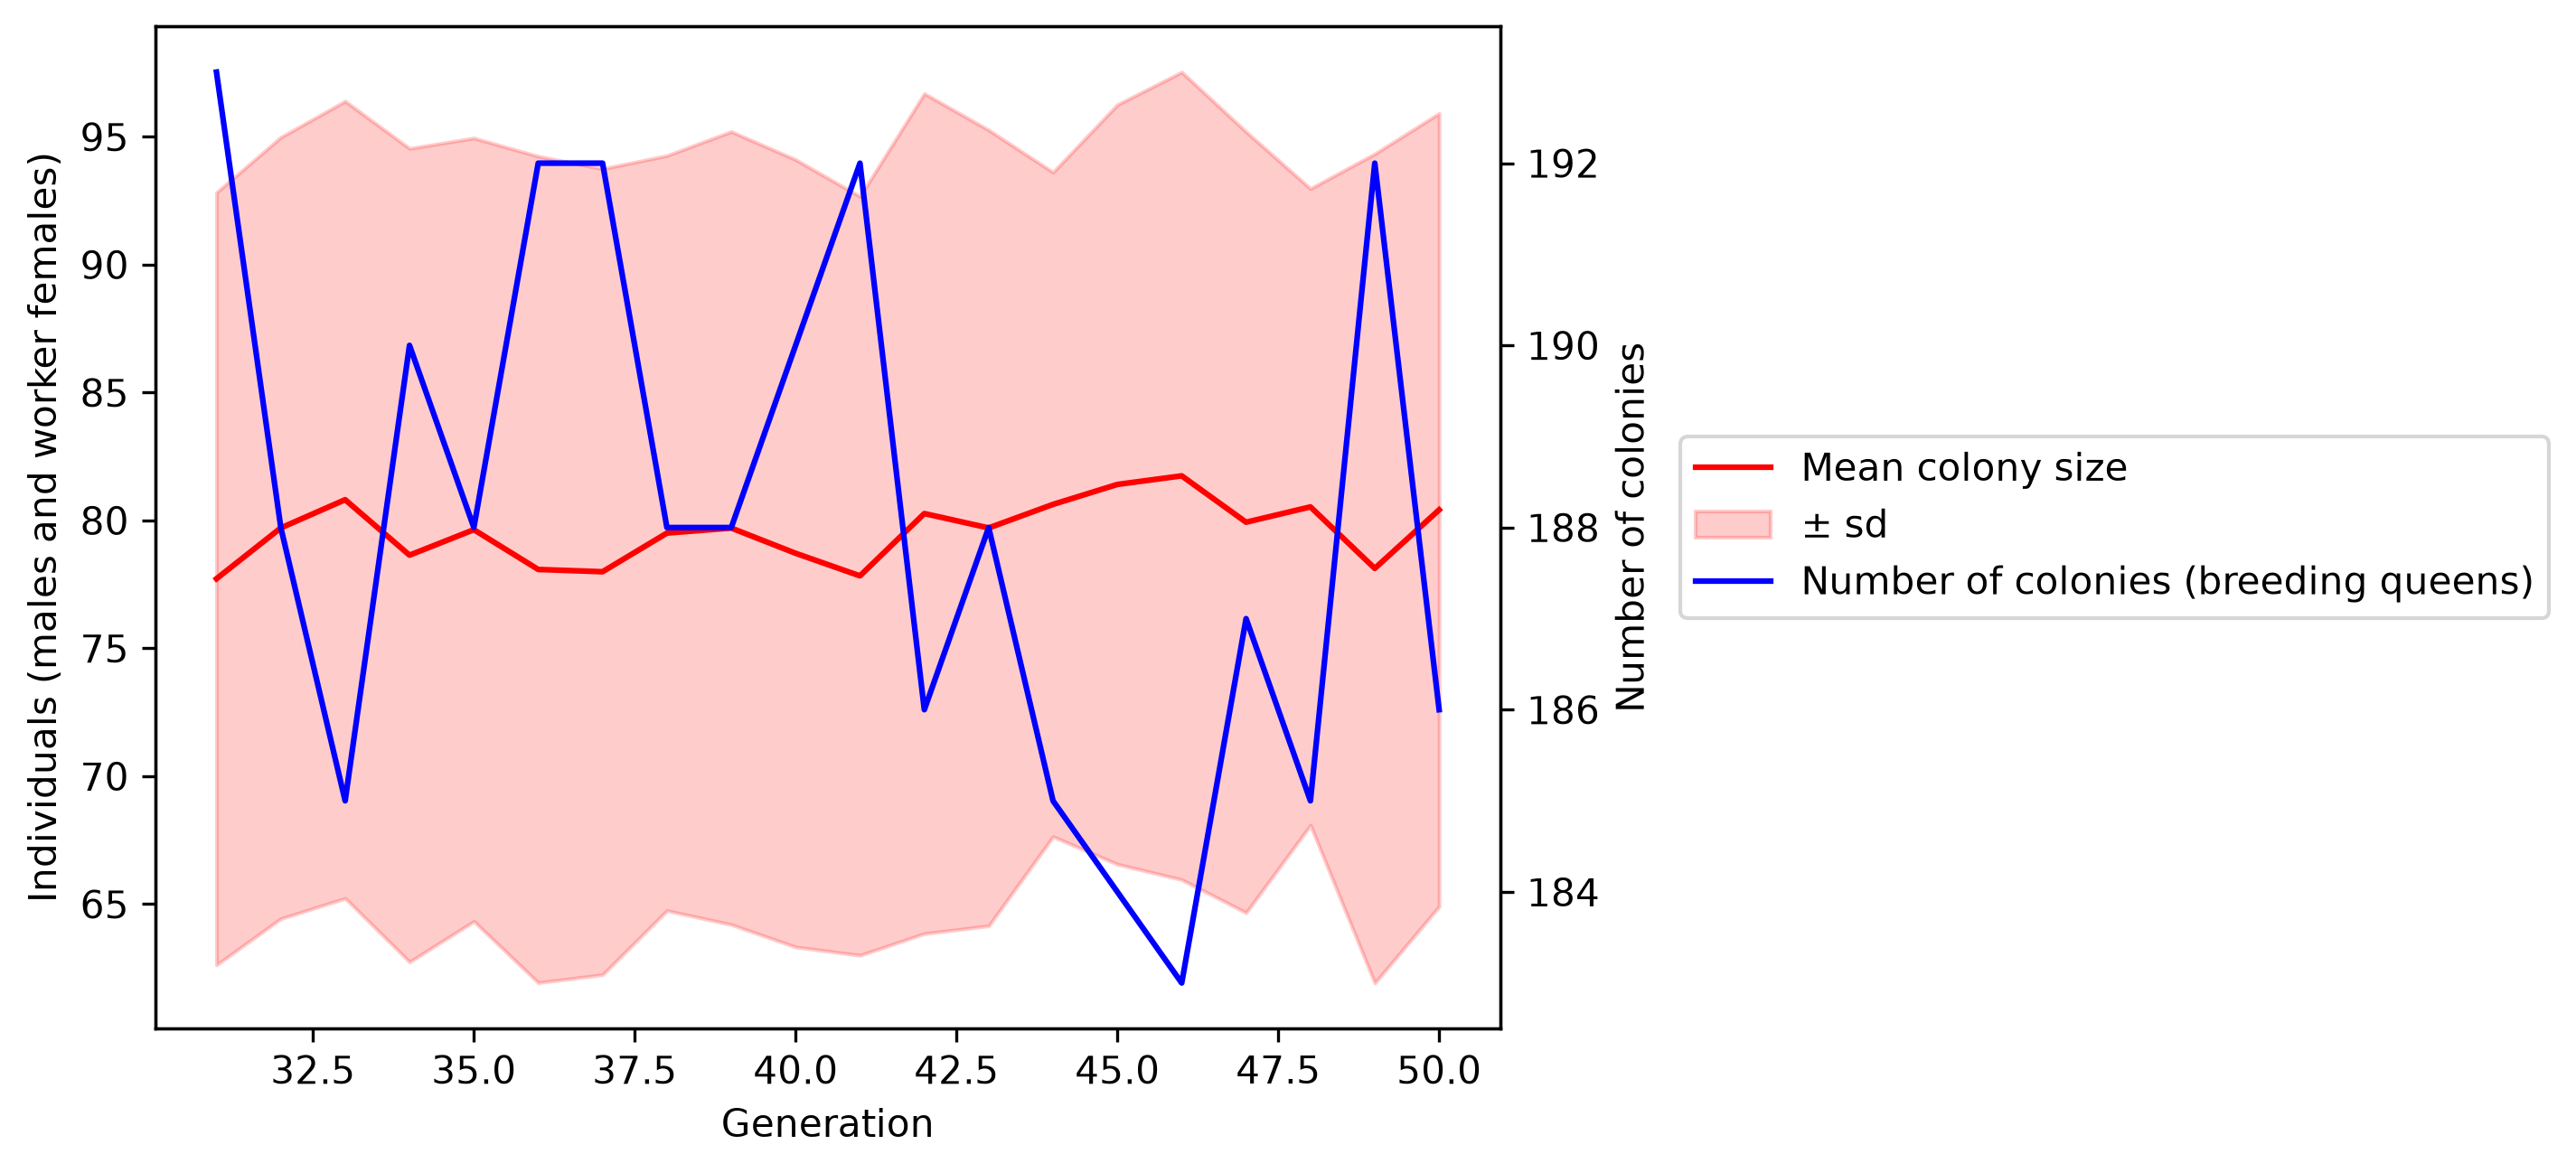 Individuals (males and worker females)
95
90
85
80
75
70
65
32.5 35.0 37.5 40.0 42.5 45.0 47.5 50.0
Generation
192
190
188
186
184
Number of colonies
Mean colony size
± sd
Number of colonies (breeding queens)